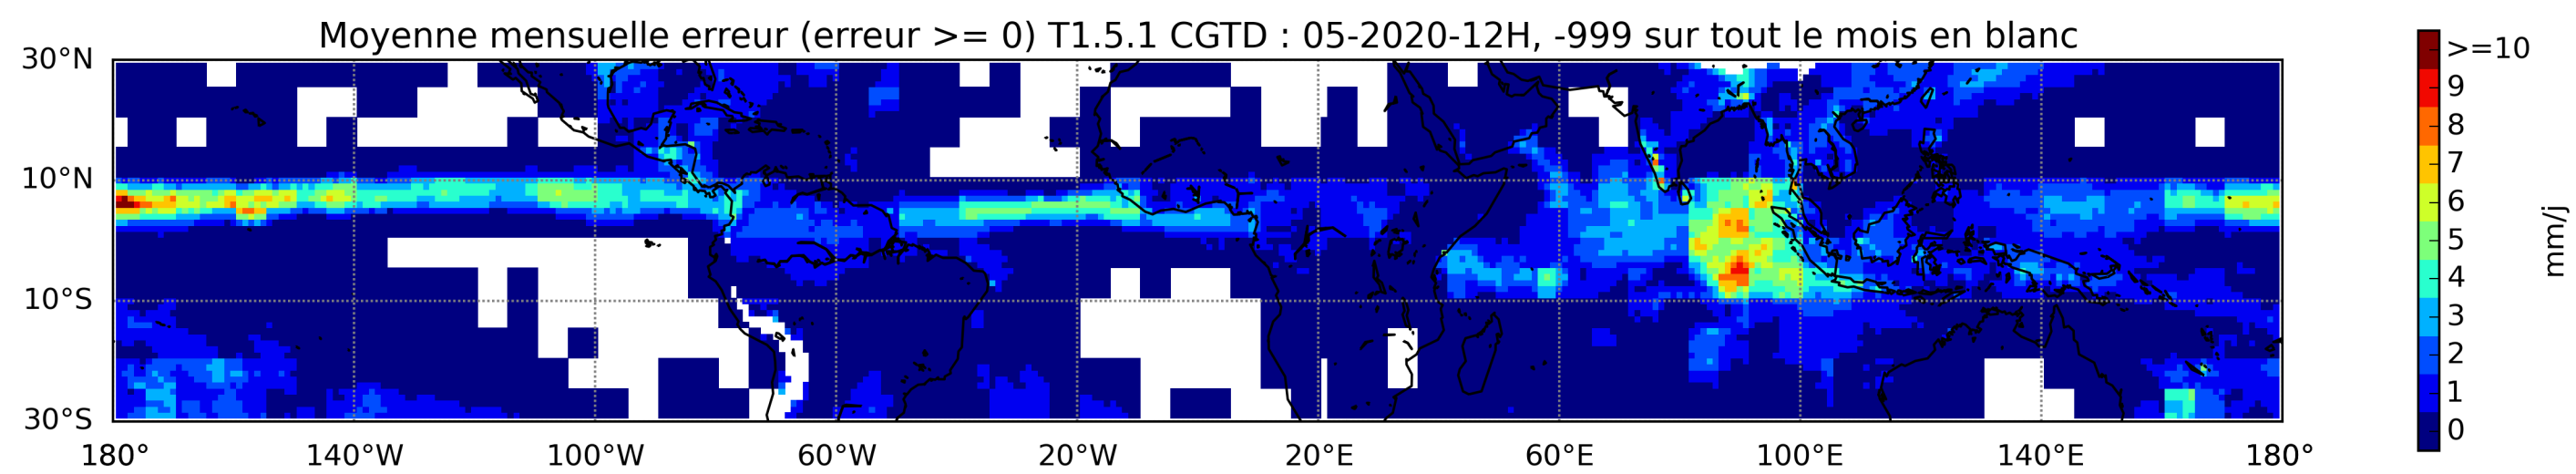 Moyenne mensuelle erreur (erreur >= 0) T1.5.1 CGTD : 05-2020-12H, -999 sur tout le mois en blanc
30°N
10°N
10°S
30°S
180°
140°W
100°W
60°W
20°W
20°E
60°E
100°E
140°E
180°
>=10
9
8
7
6
5
4
3
2
1
0
mm/j